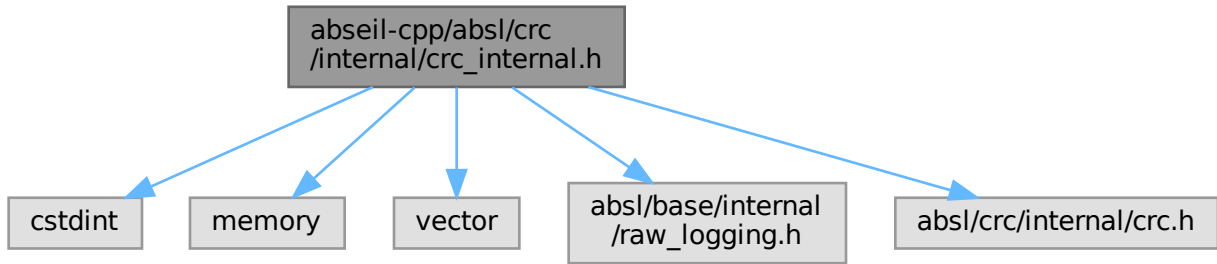 abseil-cpp/absl/crc
/internal/crc_internal.h
cstdint
memory
vector
absl/base/internal
/raw_logging.h
absl/crc/internal/crc.h